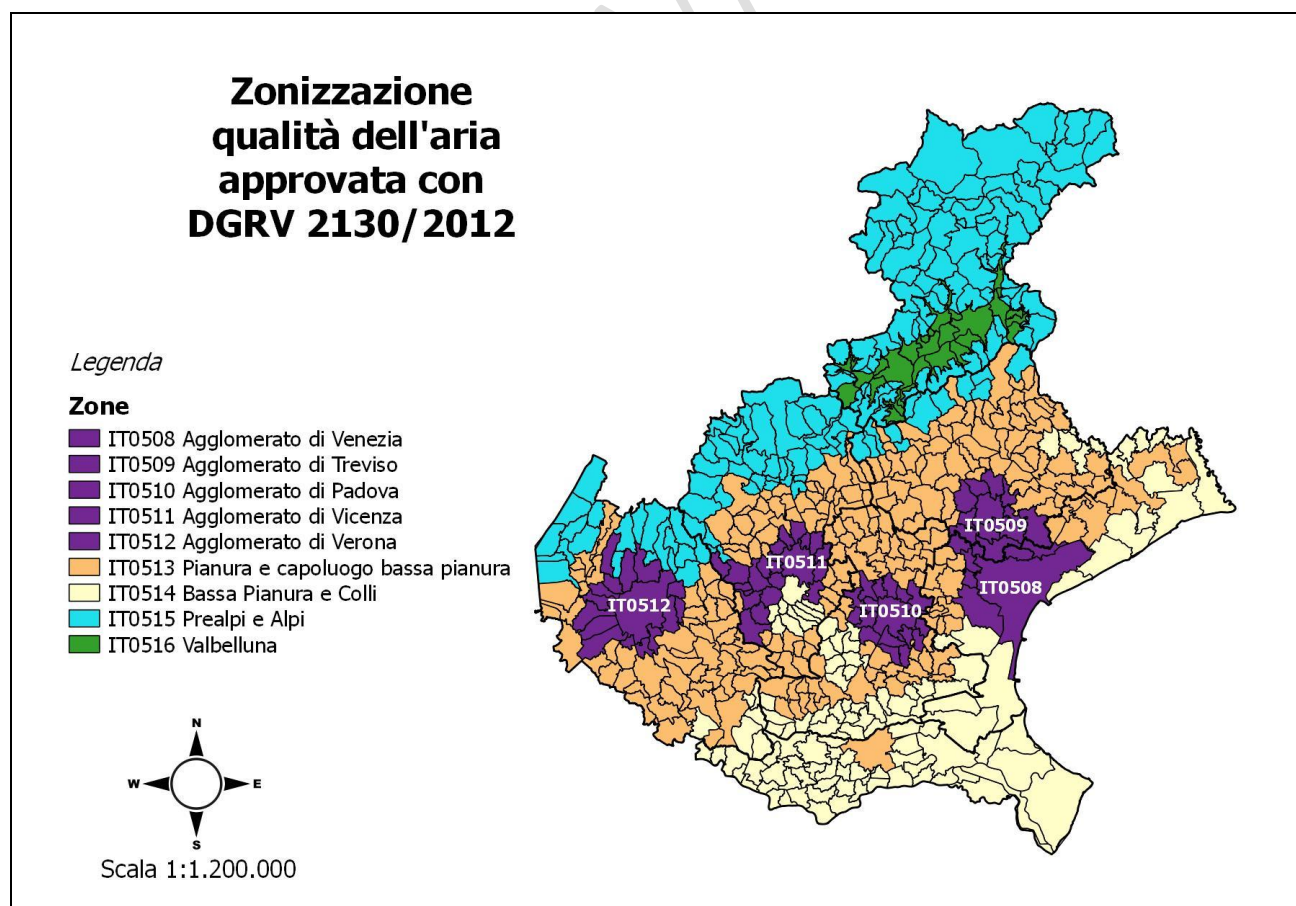 Zonizzazione
qualità dell'aria
approvata con
DGRV 2130/2012
Legenda
Zone
IT0508 Agglomerato di Venezia
IT0509 Agglomerato di Treviso
IT0510 Agglomerato di Padova
IT0511 Agglomerato di Vicenza
IT0512 Agglomerato di Verona
IT0513 Pianura e capoluogo bassa pianura
IT0514 Bassa Pianura e Colli
IT0515 Prealpi e Alpi
IT0516 Valbelluna
IT0509
IT0511
IT0508
IT0512
IT0510
N
W
E
S
Scala 1:1.200.000